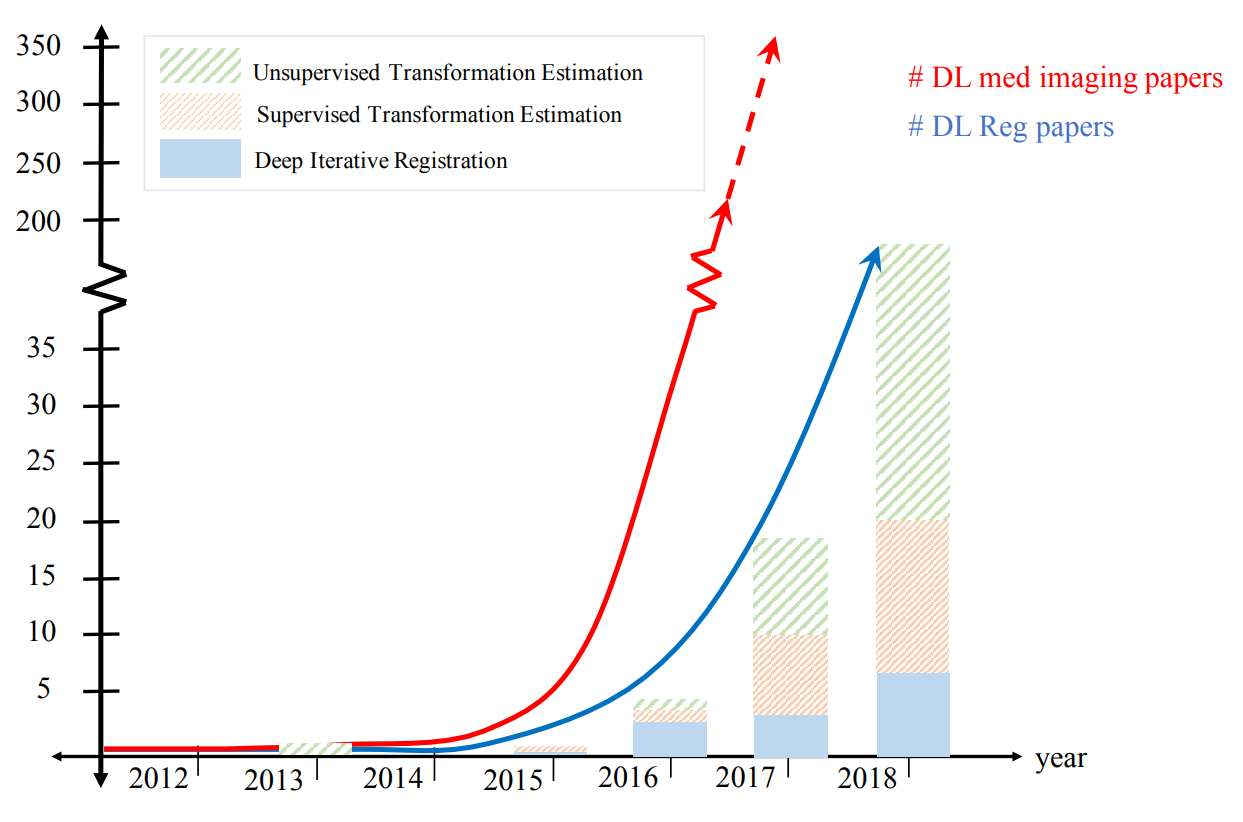 350
300
250
200
35
30
25
20
15
10
5
Unsupervised Transformation Estimation
Supervised Transformation Estimation
Deep Iterative Registration
# DL med imaging papers
# DL Reg papers
2012 2013 2014 2015 2016 2017 2018 year